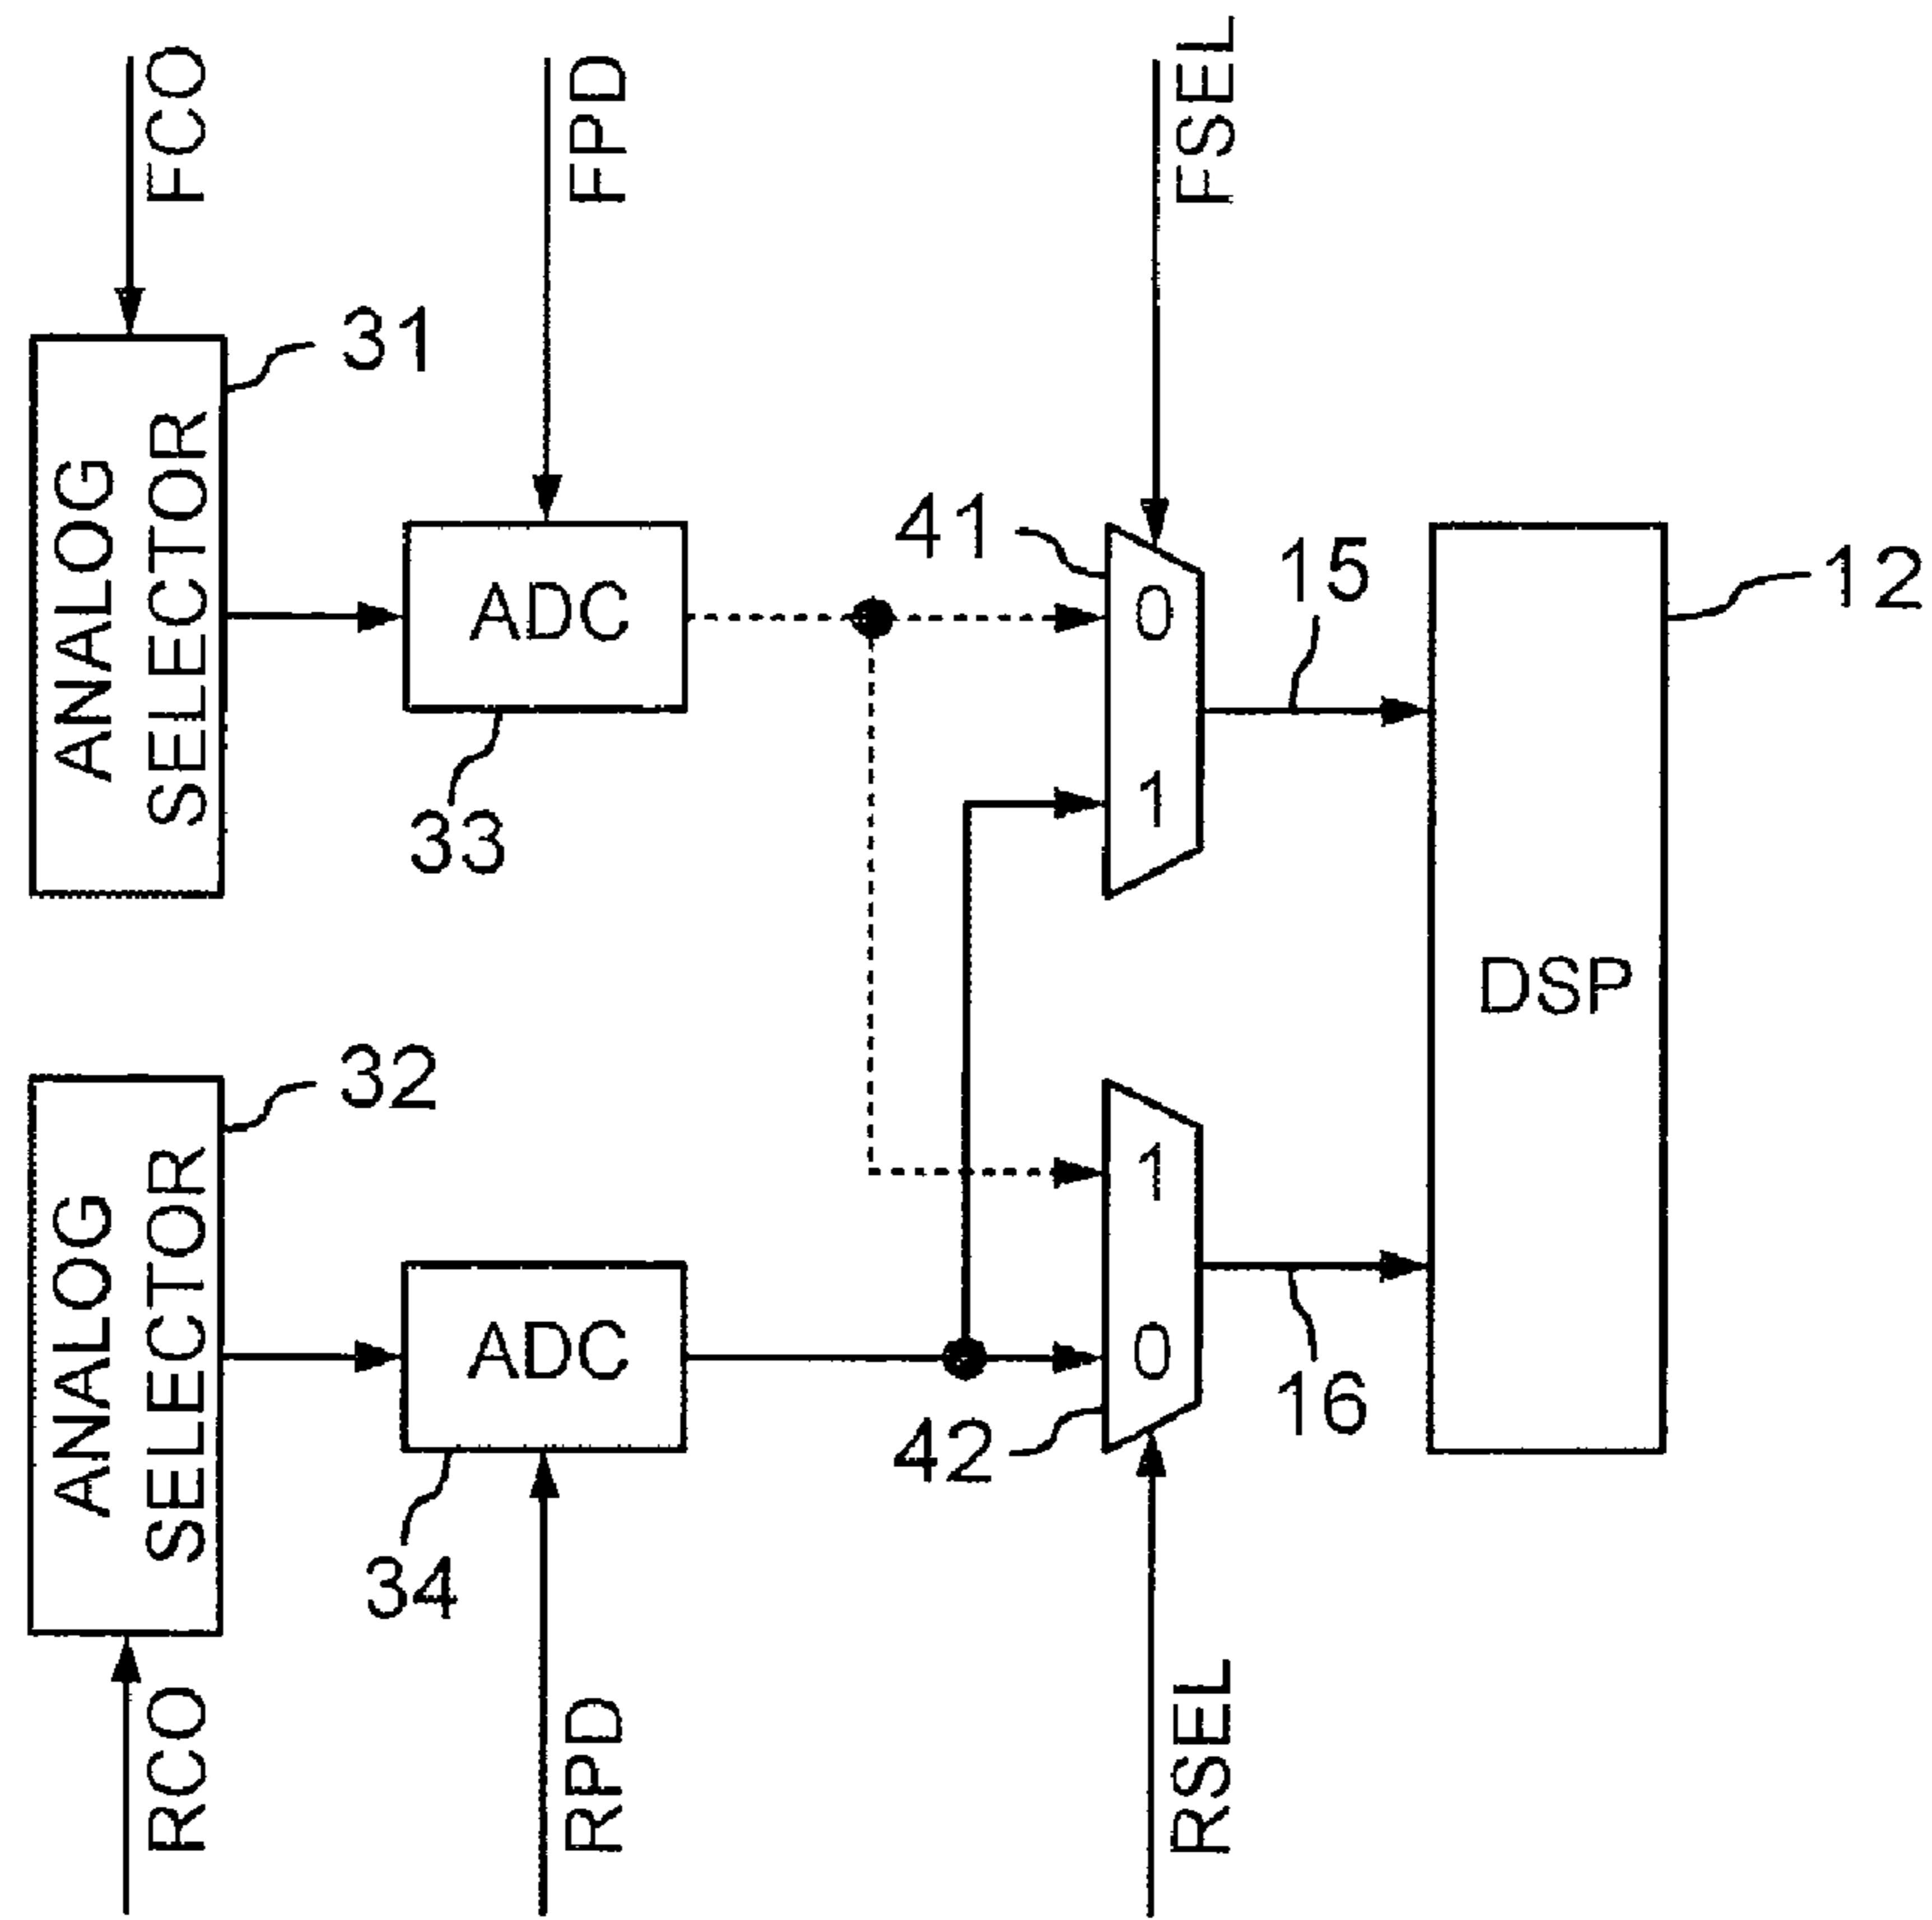 FCO
FPD
FSEL
31
ANALOG
SELECTOR
ADC
33
41
0
1
15
12
DSP
32
ANALOG
SELECTOR
ADC
34
42
1
0
16
RCO
RPD
RSEL